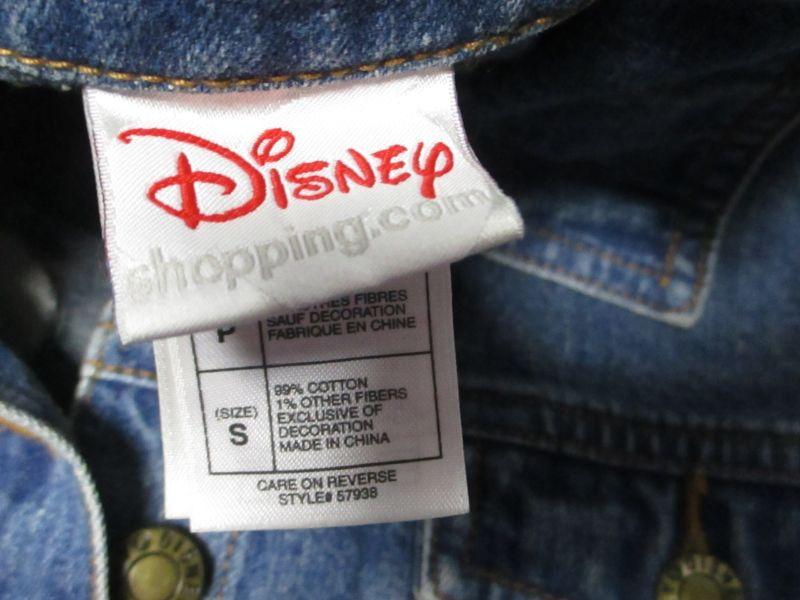 Disney
shopping.com
FIBRES
SAUF DECORATION
FABRIQUE EN CHINE
P
99% COTTON
1% OTHER FIBERS
EXCLUSIVE OF
DECORATION
MADE IN CHINA
(SIZE)
S
CARE ON REVERSE
STYLE# 57938